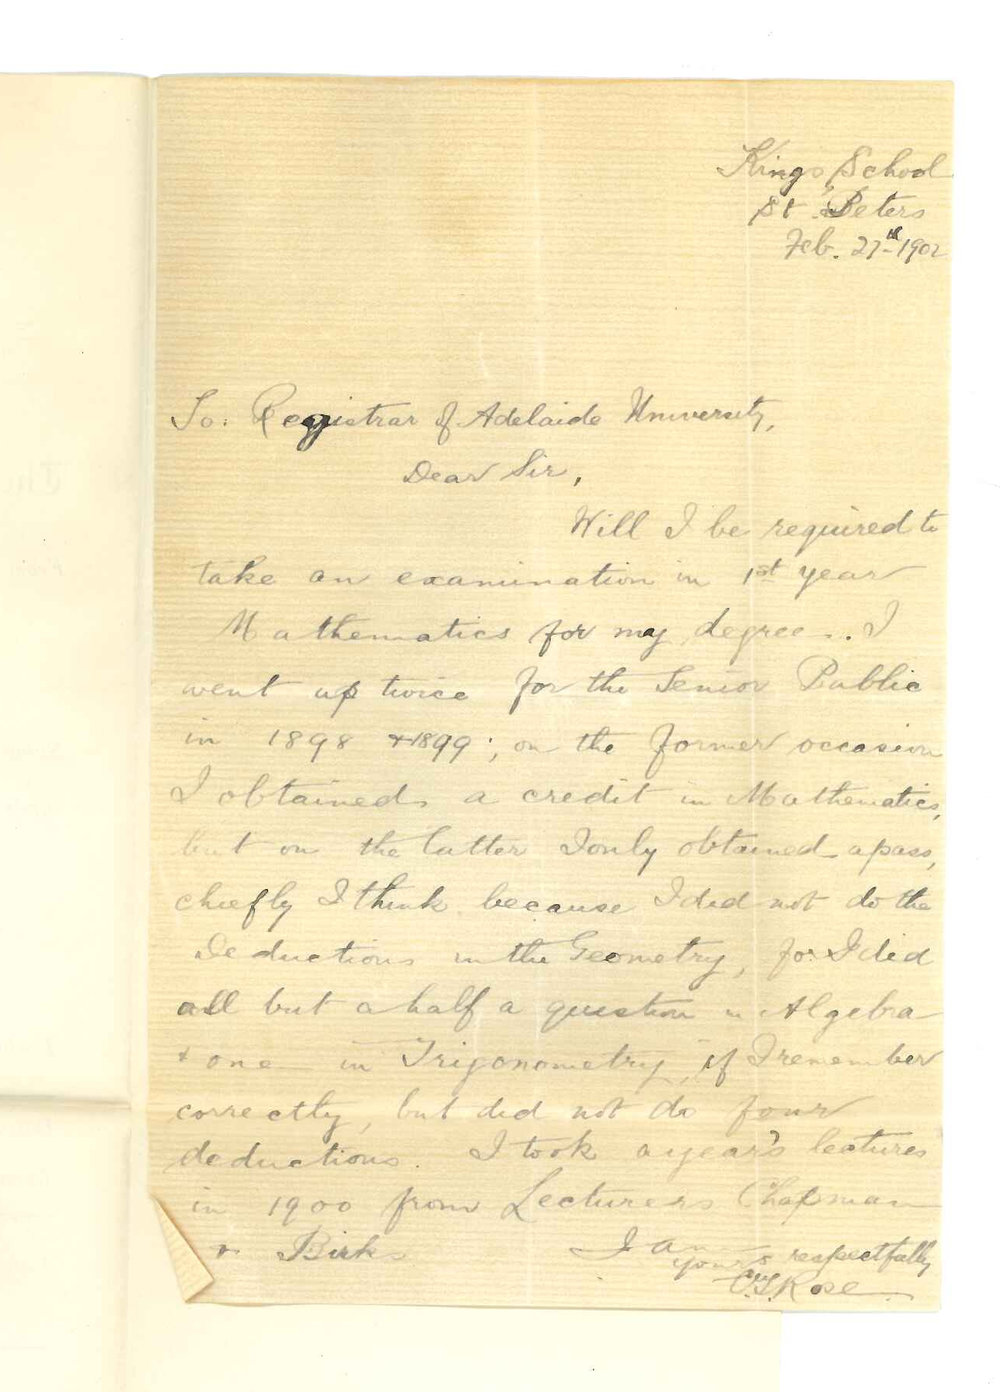 King's School
St. Peters
Feb. 27th 1902
To: Registrar of Adelaide University,
Dear Sir,
Will I be required to
take an examination in 1st year
Mathematics for my degree. I
went up twice for the Senior Public
in 1898 & 1899; on the former occasion
I obtained a credit in Mathematics,
but on the latter I only obtained a pass,
chiefly I think because I did not do the
Deductions in the Geometry, for I did
all but a half a question in Algebra
& one in Trigonometry, if I remember
correctly, but did not do four
deductions. I took a year's lectures
in 1900 from Lecturers Chapman
& Birks
I am
yours respectfully
Rose